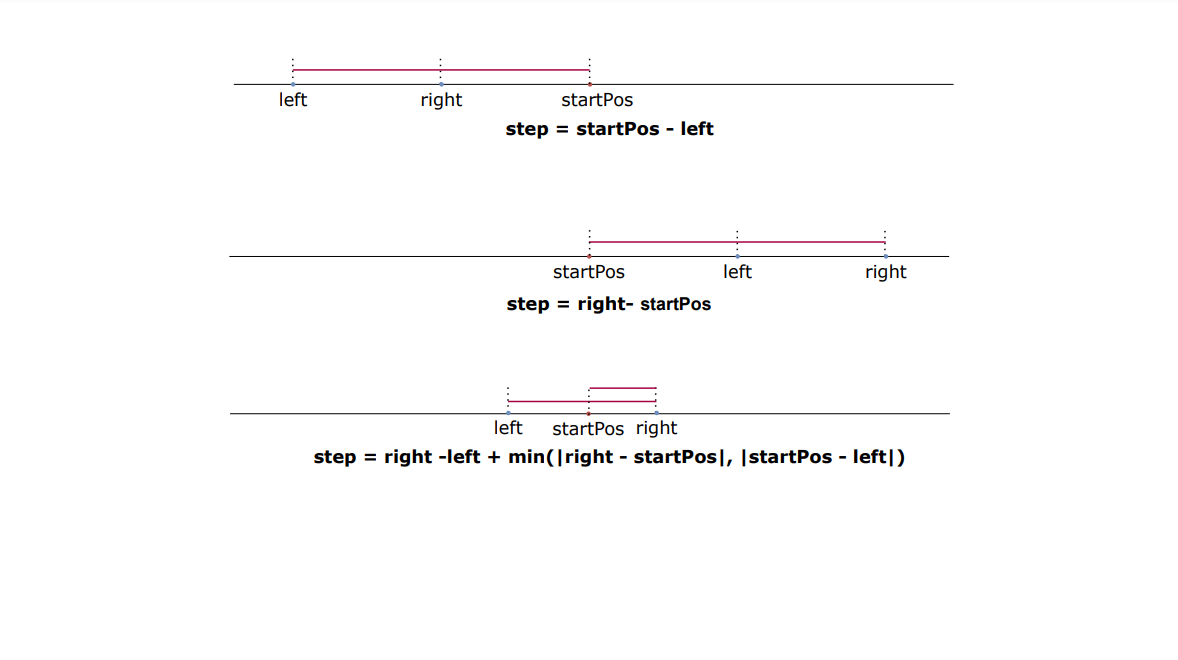 left right startPos
step = startPos - left
startPos left right
step = right- startPos
left startPos right
step = right -left + min(|right - startPos|, |startPos - left|)